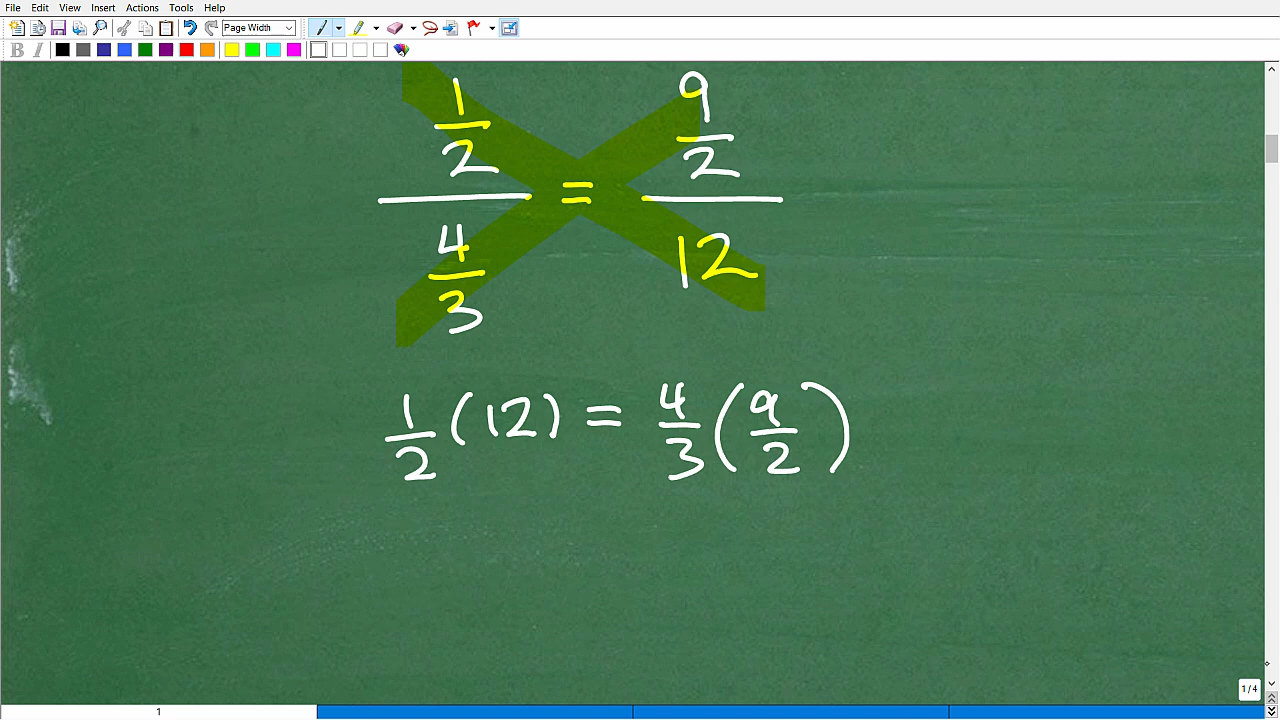 File Edit View Insert Actions Tools Help
Page Width
B I
1/2 / 4/3 = 9/2 / 12
1/2 (12) = 4/3 (9/2)
1/4
1